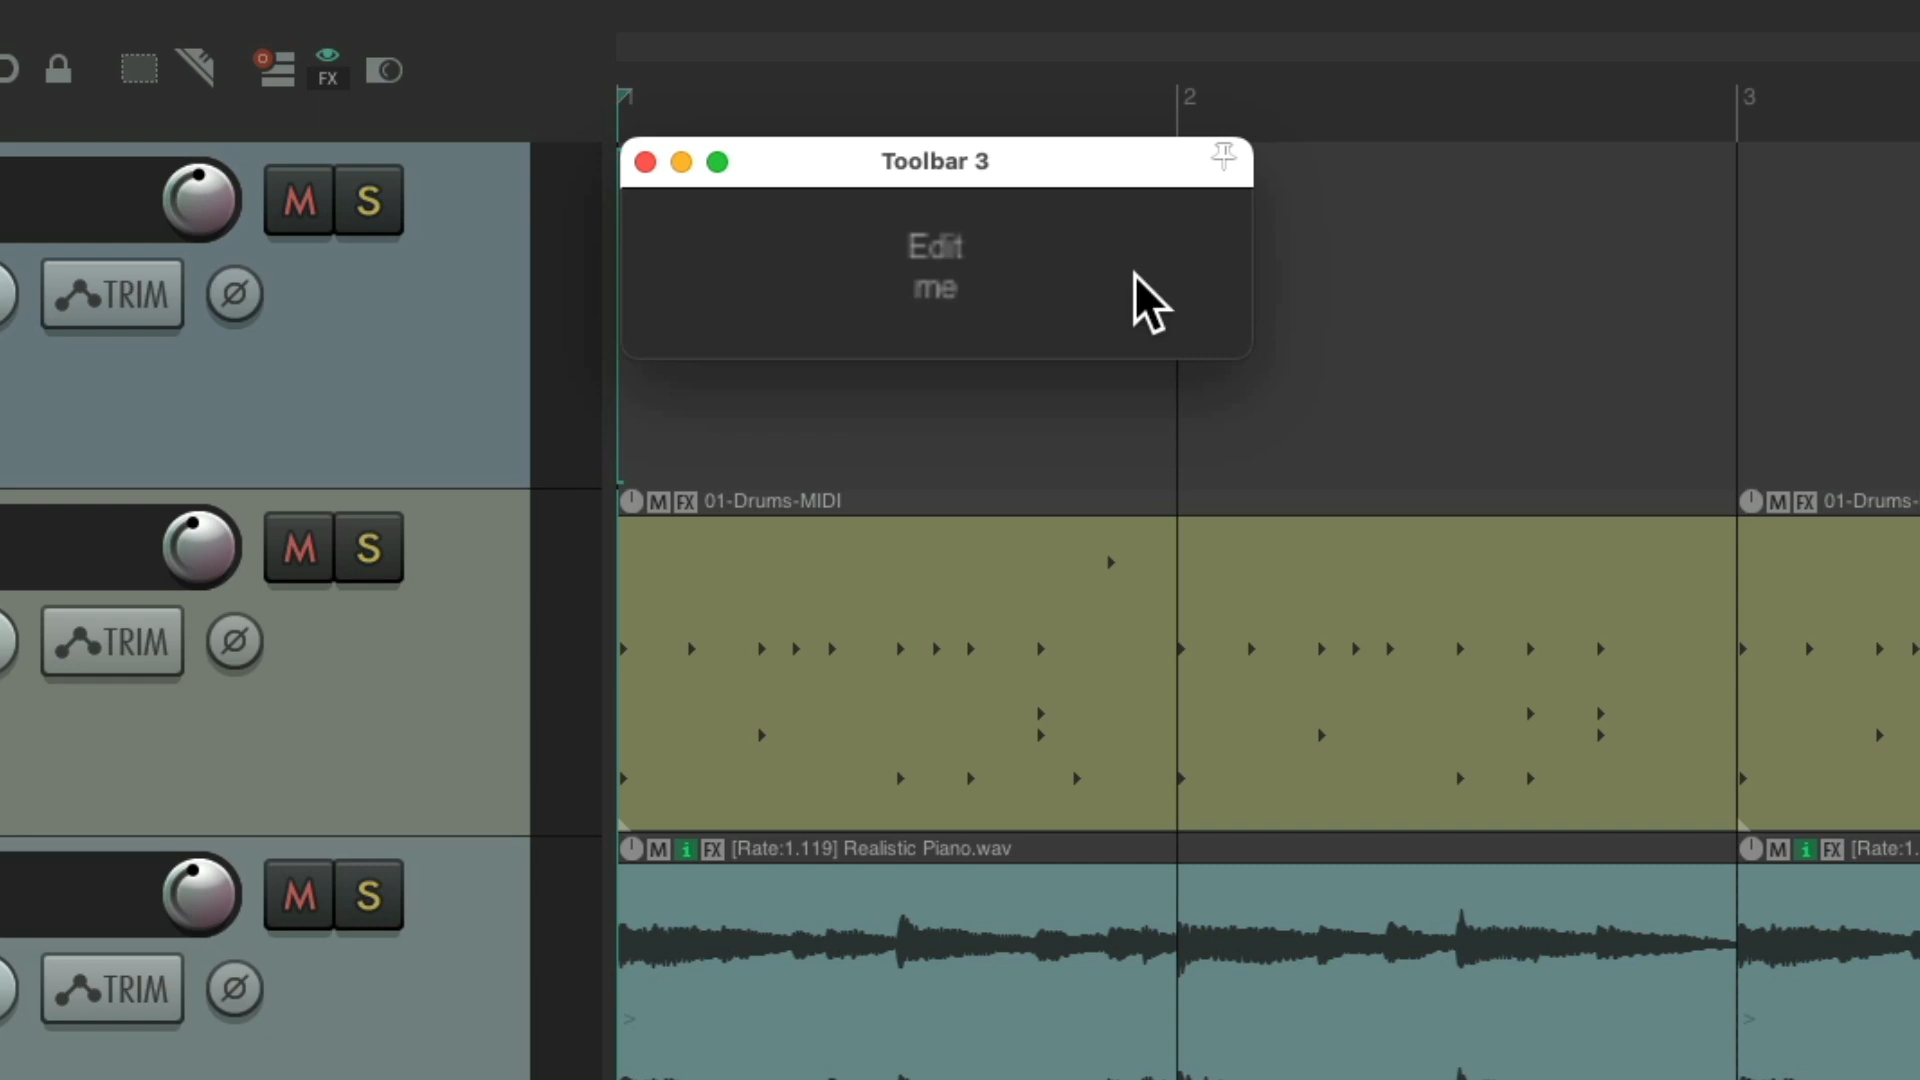 FX
1
2
3
Toolbar 3
Edit
me
M S
TRIM
M FX 01-Drums-MIDI
M FX 01-Drums-
M S
TRIM
M i FX [Rate:1.119] Realistic Piano.wav
M i FX [Rate:1.
M S
TRIM